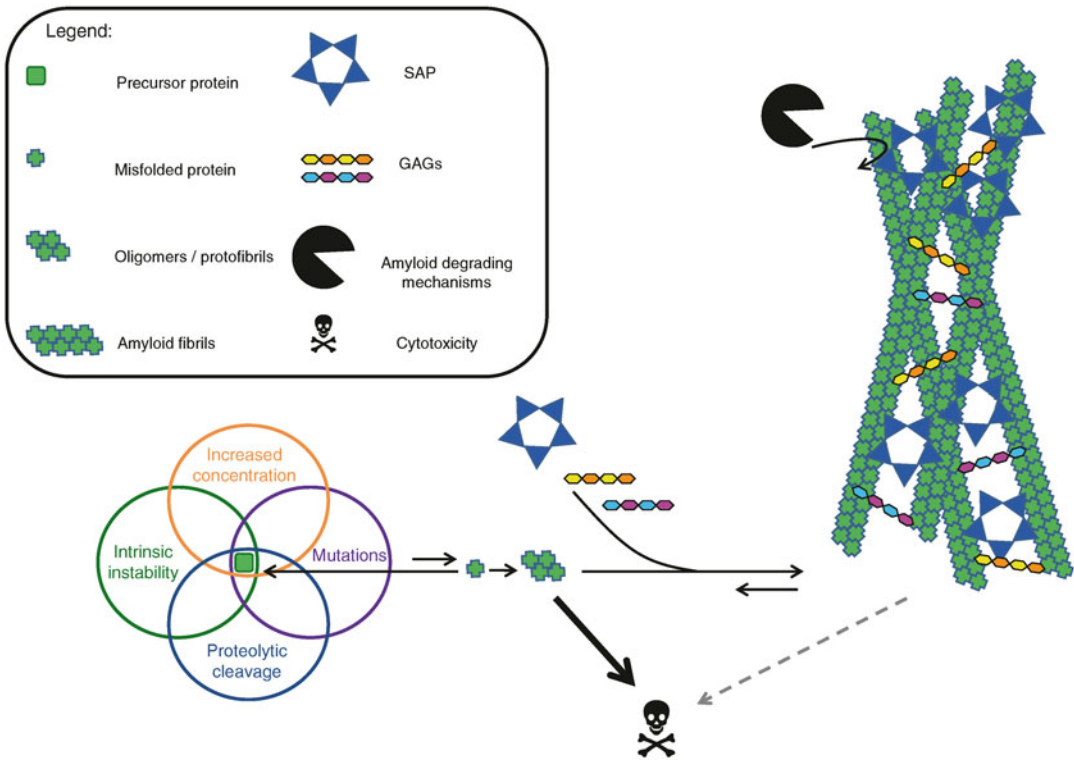 Legend:
Precursor protein
SAP
Misfolded protein
GAGs
Oligomers / protofibrils
Amyloid degrading
mechanisms
Amyloid fibrils
Cytotoxicity
Increased
concentration
Intrinsic
instability
Mutations
Proteolytic
cleavage